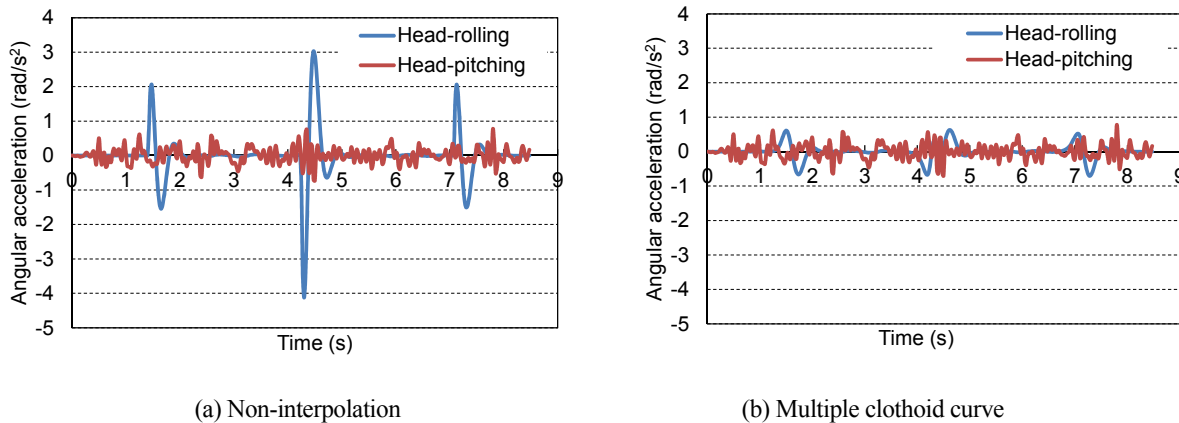 4
3
2
1
0
-1
-2
-3
-4
-5
Angular acceleration (rad/s²)
Head-rolling
Head-pitching
0 1 2 3 4 5 6 7 8 9
Time (s)
(a) Non-interpolation
4
3
2
1
0
-1
-2
-3
-4
-5
Angular acceleration (rad/s²)
Head-rolling
Head-pitching
0 1 2 3 4 5 6 7 8 9
Time (s)
(b) Multiple clothoid curve